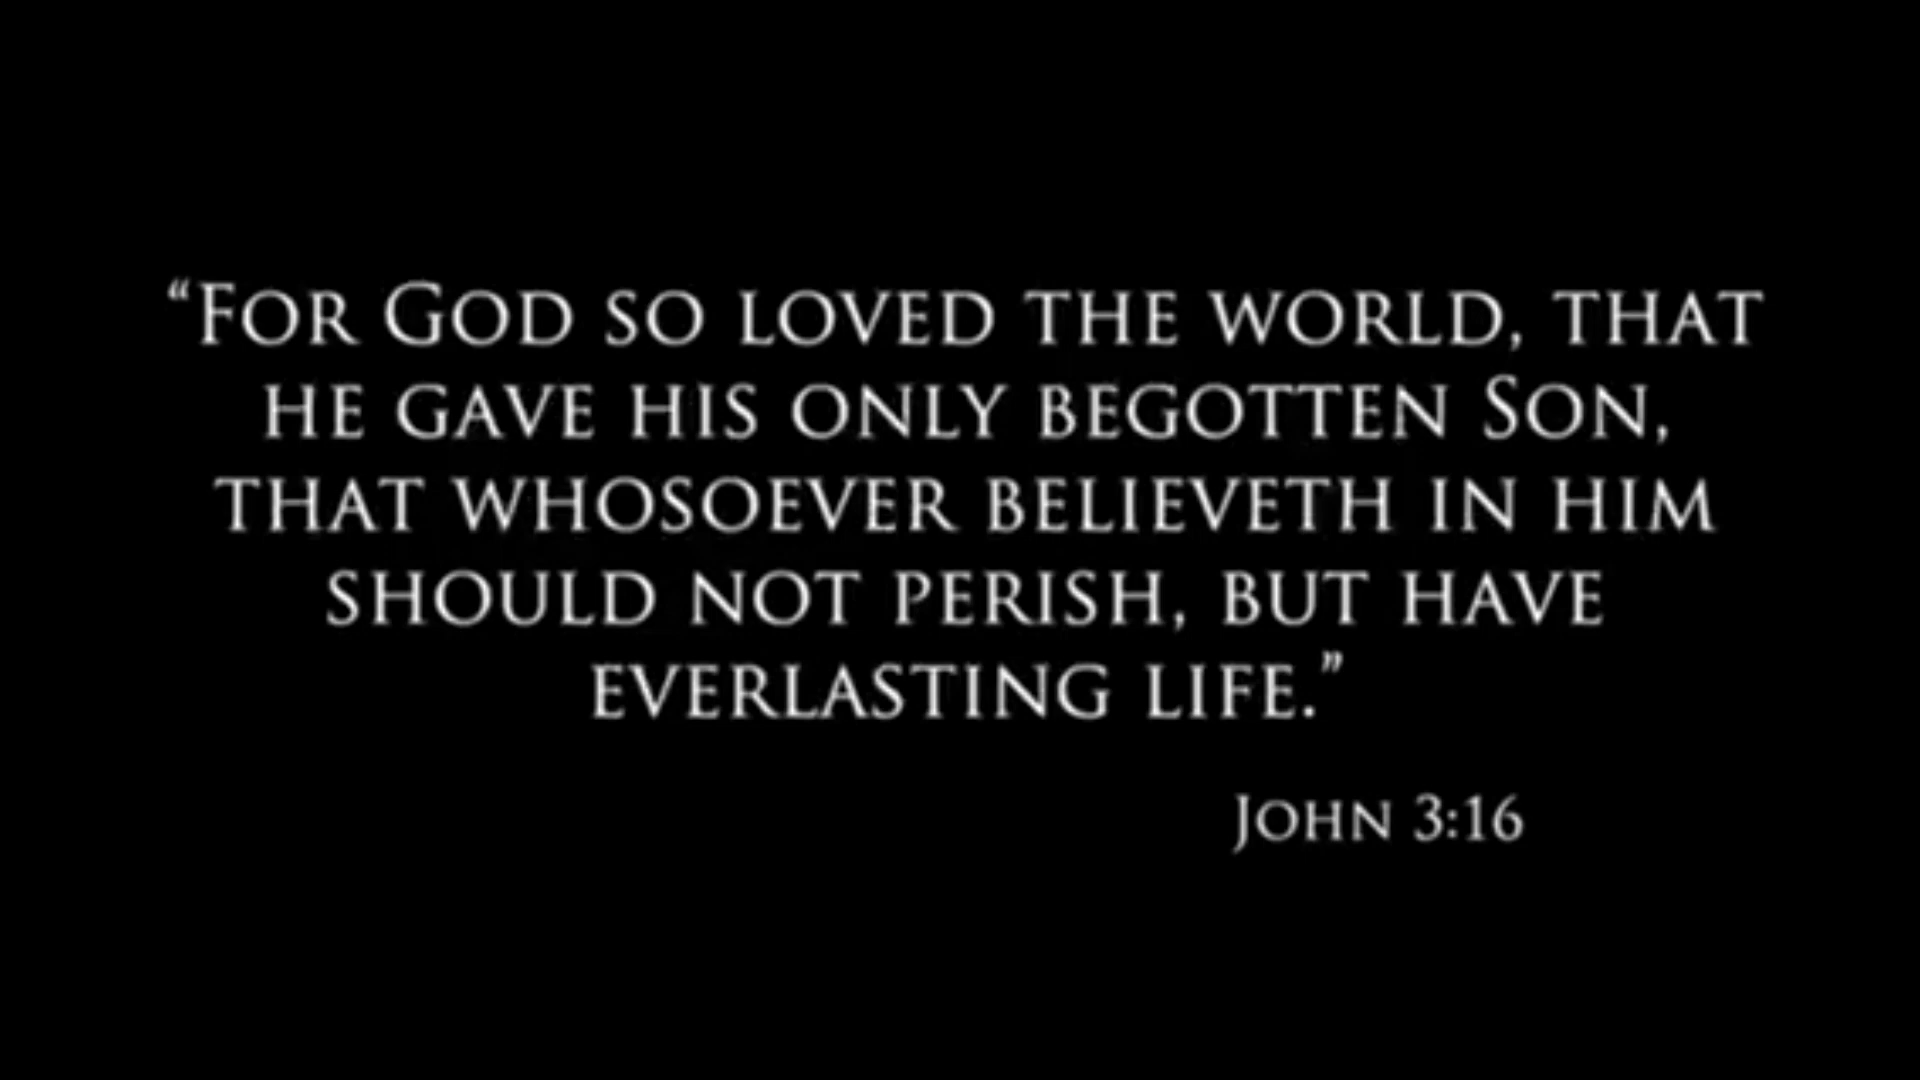 “For God so loved the world, that
he gave his only begotten Son,
that whosoever believeth in him
should not perish, but have
everlasting life.”
John 3:16